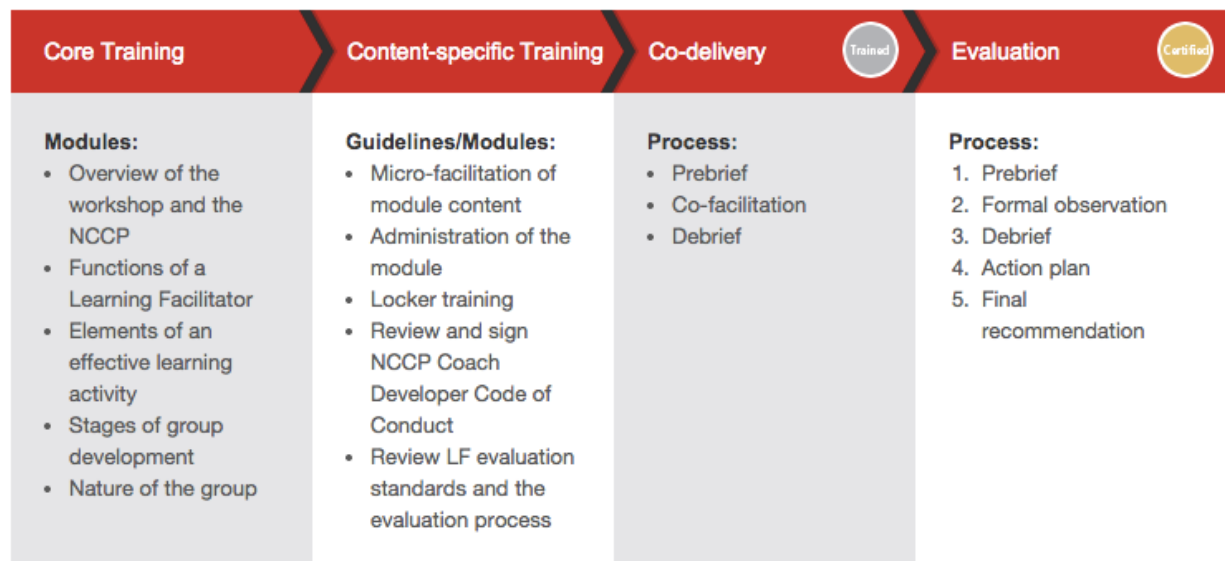 Core Training
Content-specific Training
Co-delivery
Trained
Evaluation
Certified
Modules:
• Overview of the
workshop and the
NCCP
• Functions of a
Learning Facilitator
• Elements of an
effective learning
activity
• Stages of group
development
• Nature of the group
Guidelines/Modules:
• Micro-facilitation of
module content
• Administration of the
module
• Locker training
• Review and sign
NCCP Coach
Developer Code of
Conduct
• Review LF evaluation
standards and the
evaluation process
Process:
• Prebrief
• Co-facilitation
• Debrief
Process:
1. Prebrief
2. Formal observation
3. Debrief
4. Action plan
5. Final
recommendation